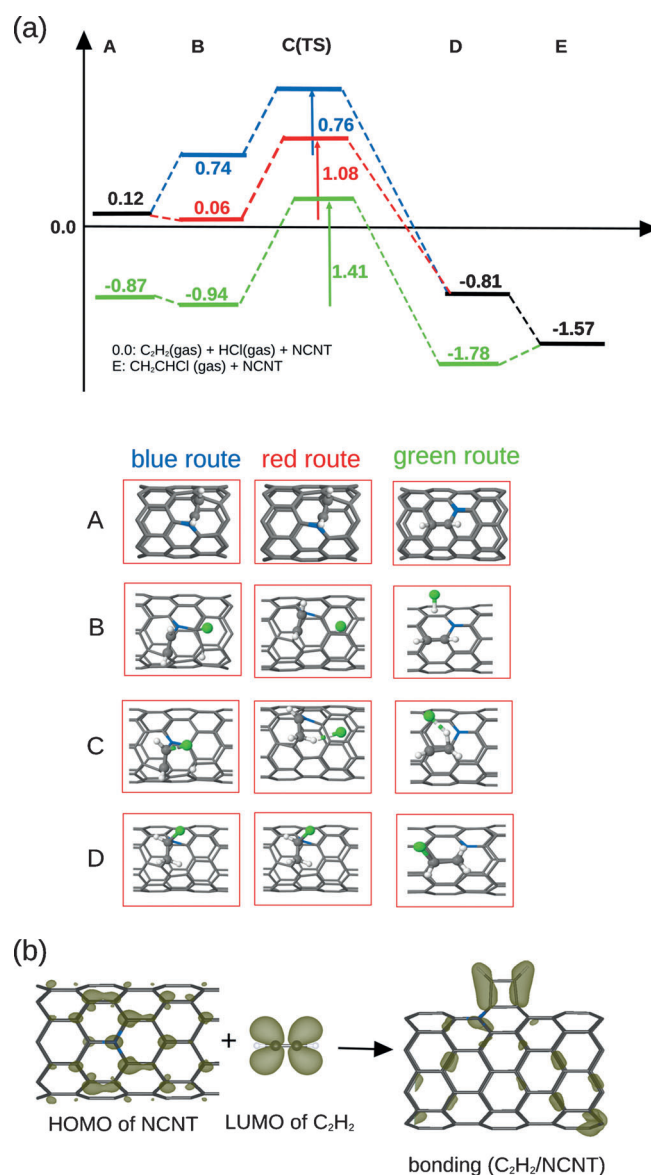 (a)
A B C(TS) D E
0.76
0.74
1.08
0.12
0.06
0.0
-0.81
1.41
-0.87
-0.94
-1.57
0.0: C₂H₂(gas) + HCl(gas) + NCNT
-1.78
E: CH₂CHCl (gas) + NCNT
blue route red route green route
A
B
C
D
(b)
+
HOMO of NCNT LUMO of C₂H₂
bonding (C₂H₂/NCNT)